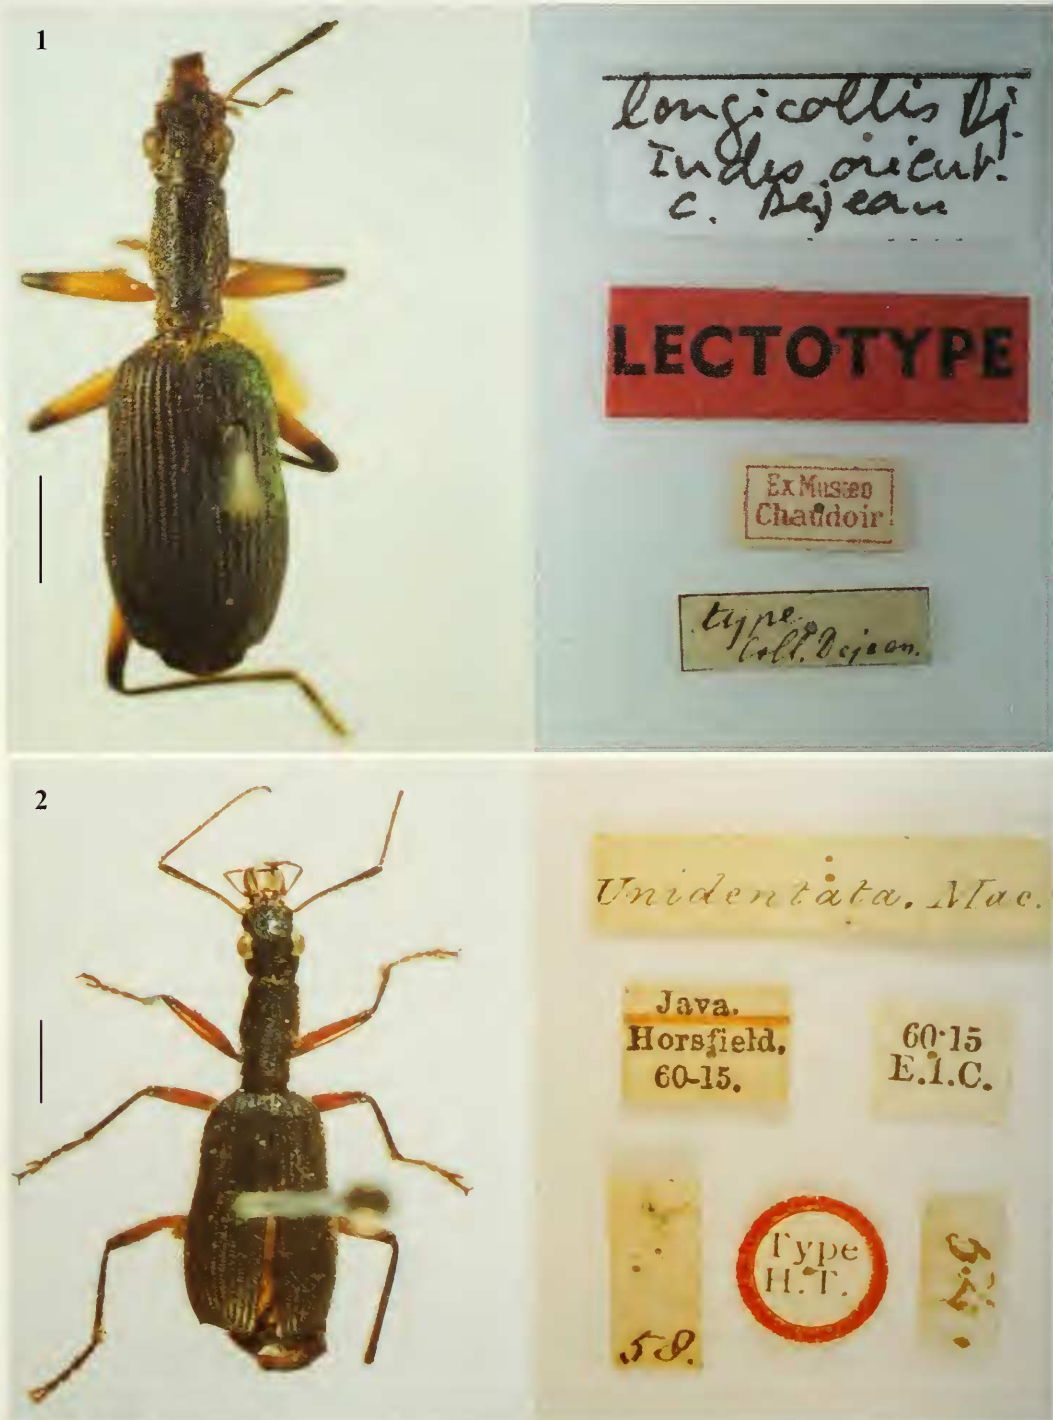 1
longicollis Dj.
Indes orient.
C. Dejean
LECTOTYPE
Ex Musæo
Chaudoir
type
Coll. Dejean.
2
Unidentata. Mac.
Java.
Horsfield.
60-15.
60·15
E.I.C.
58.
Type
H.T.